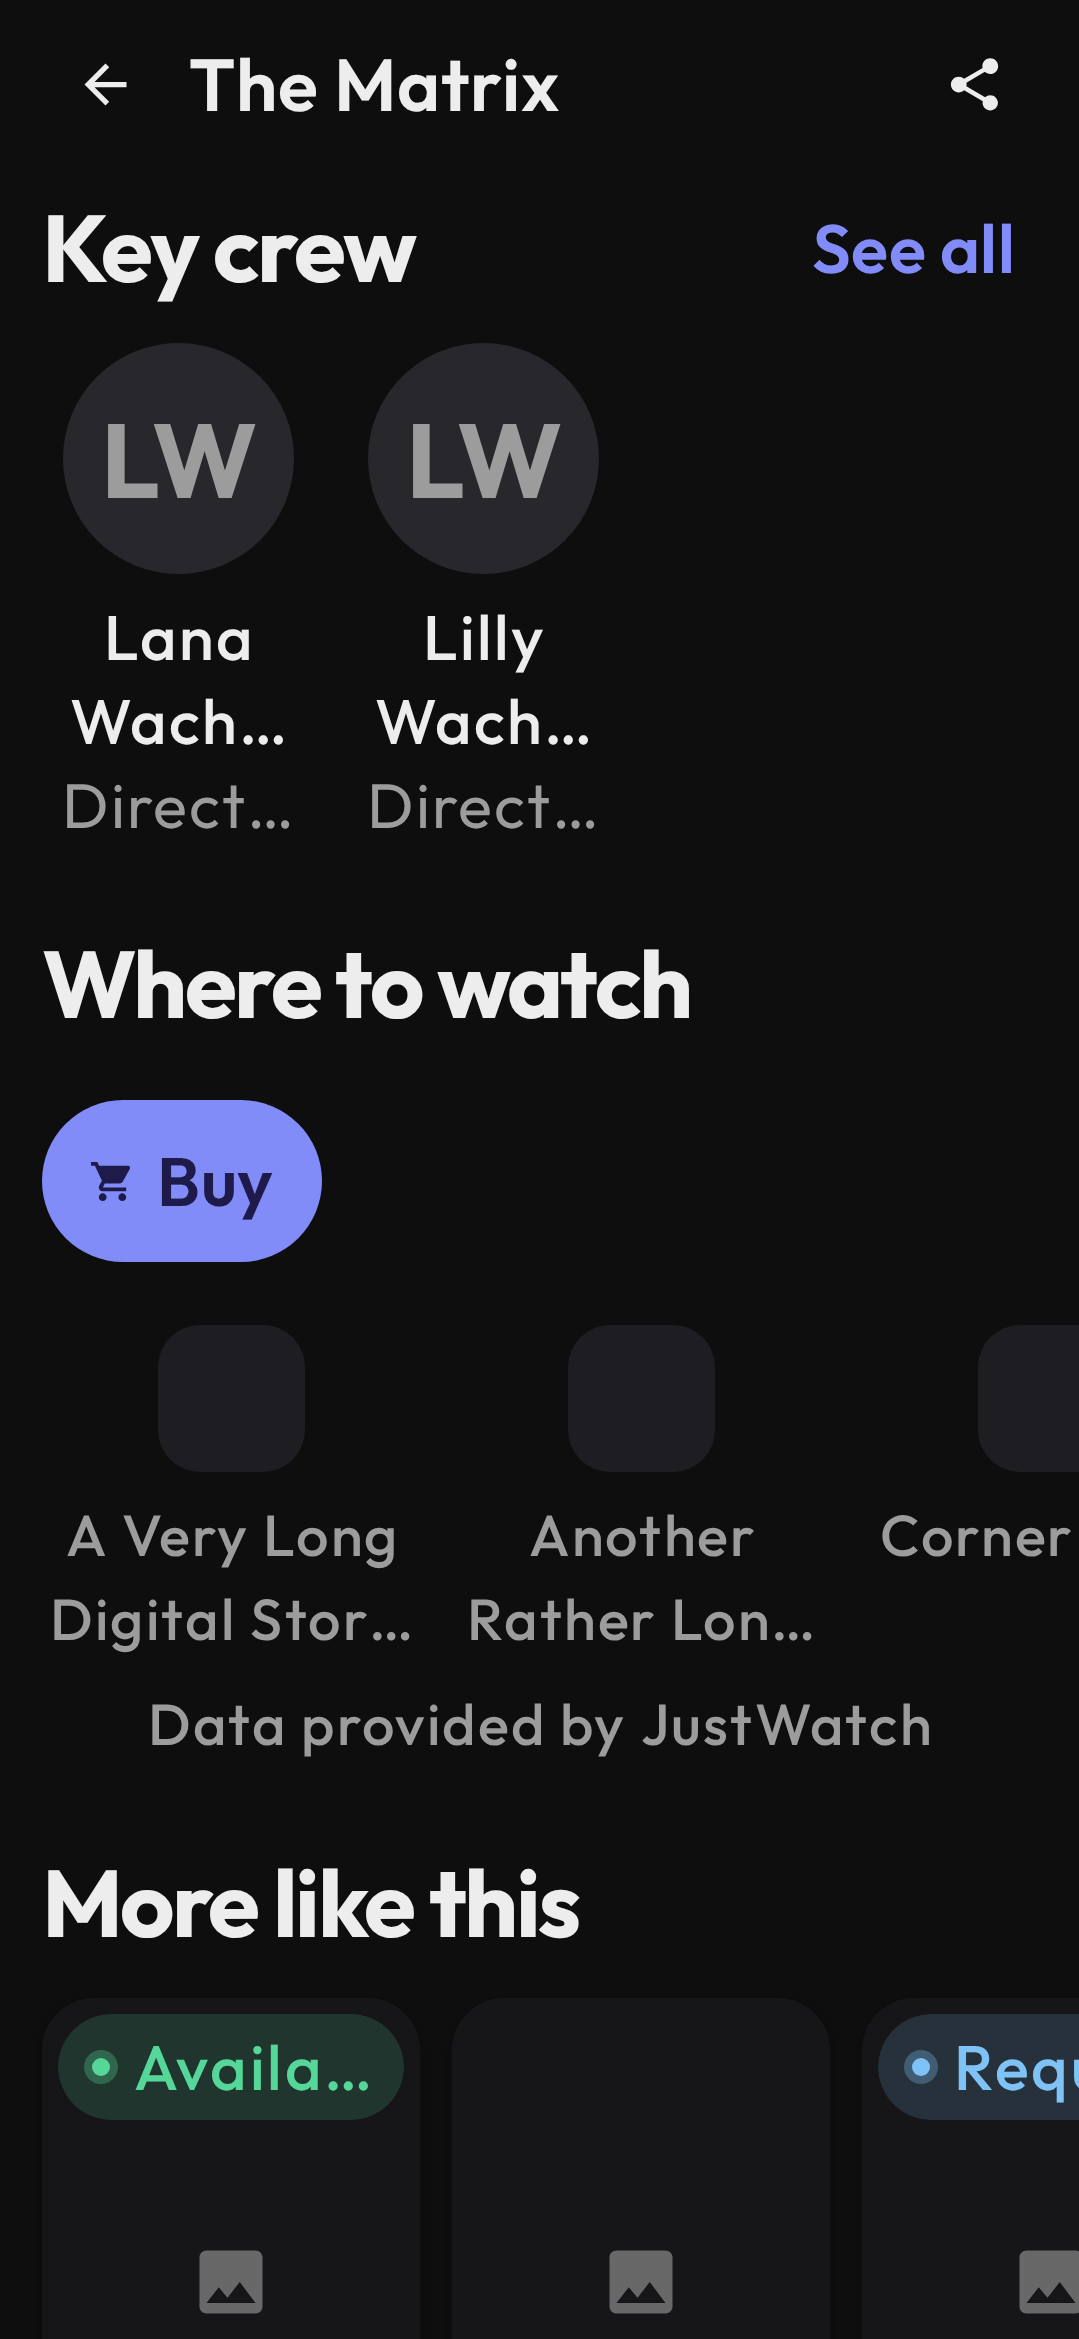 The Matrix
Key crew
See all
LW
LW
Lana
Wach...
Direct...
Lilly
Wach...
Direct...
Where to watch
Buy
A Very Long
Digital Stor...
Another
Rather Lon...
Corner
Data provided by JustWatch
More like this
Availa...
Requ